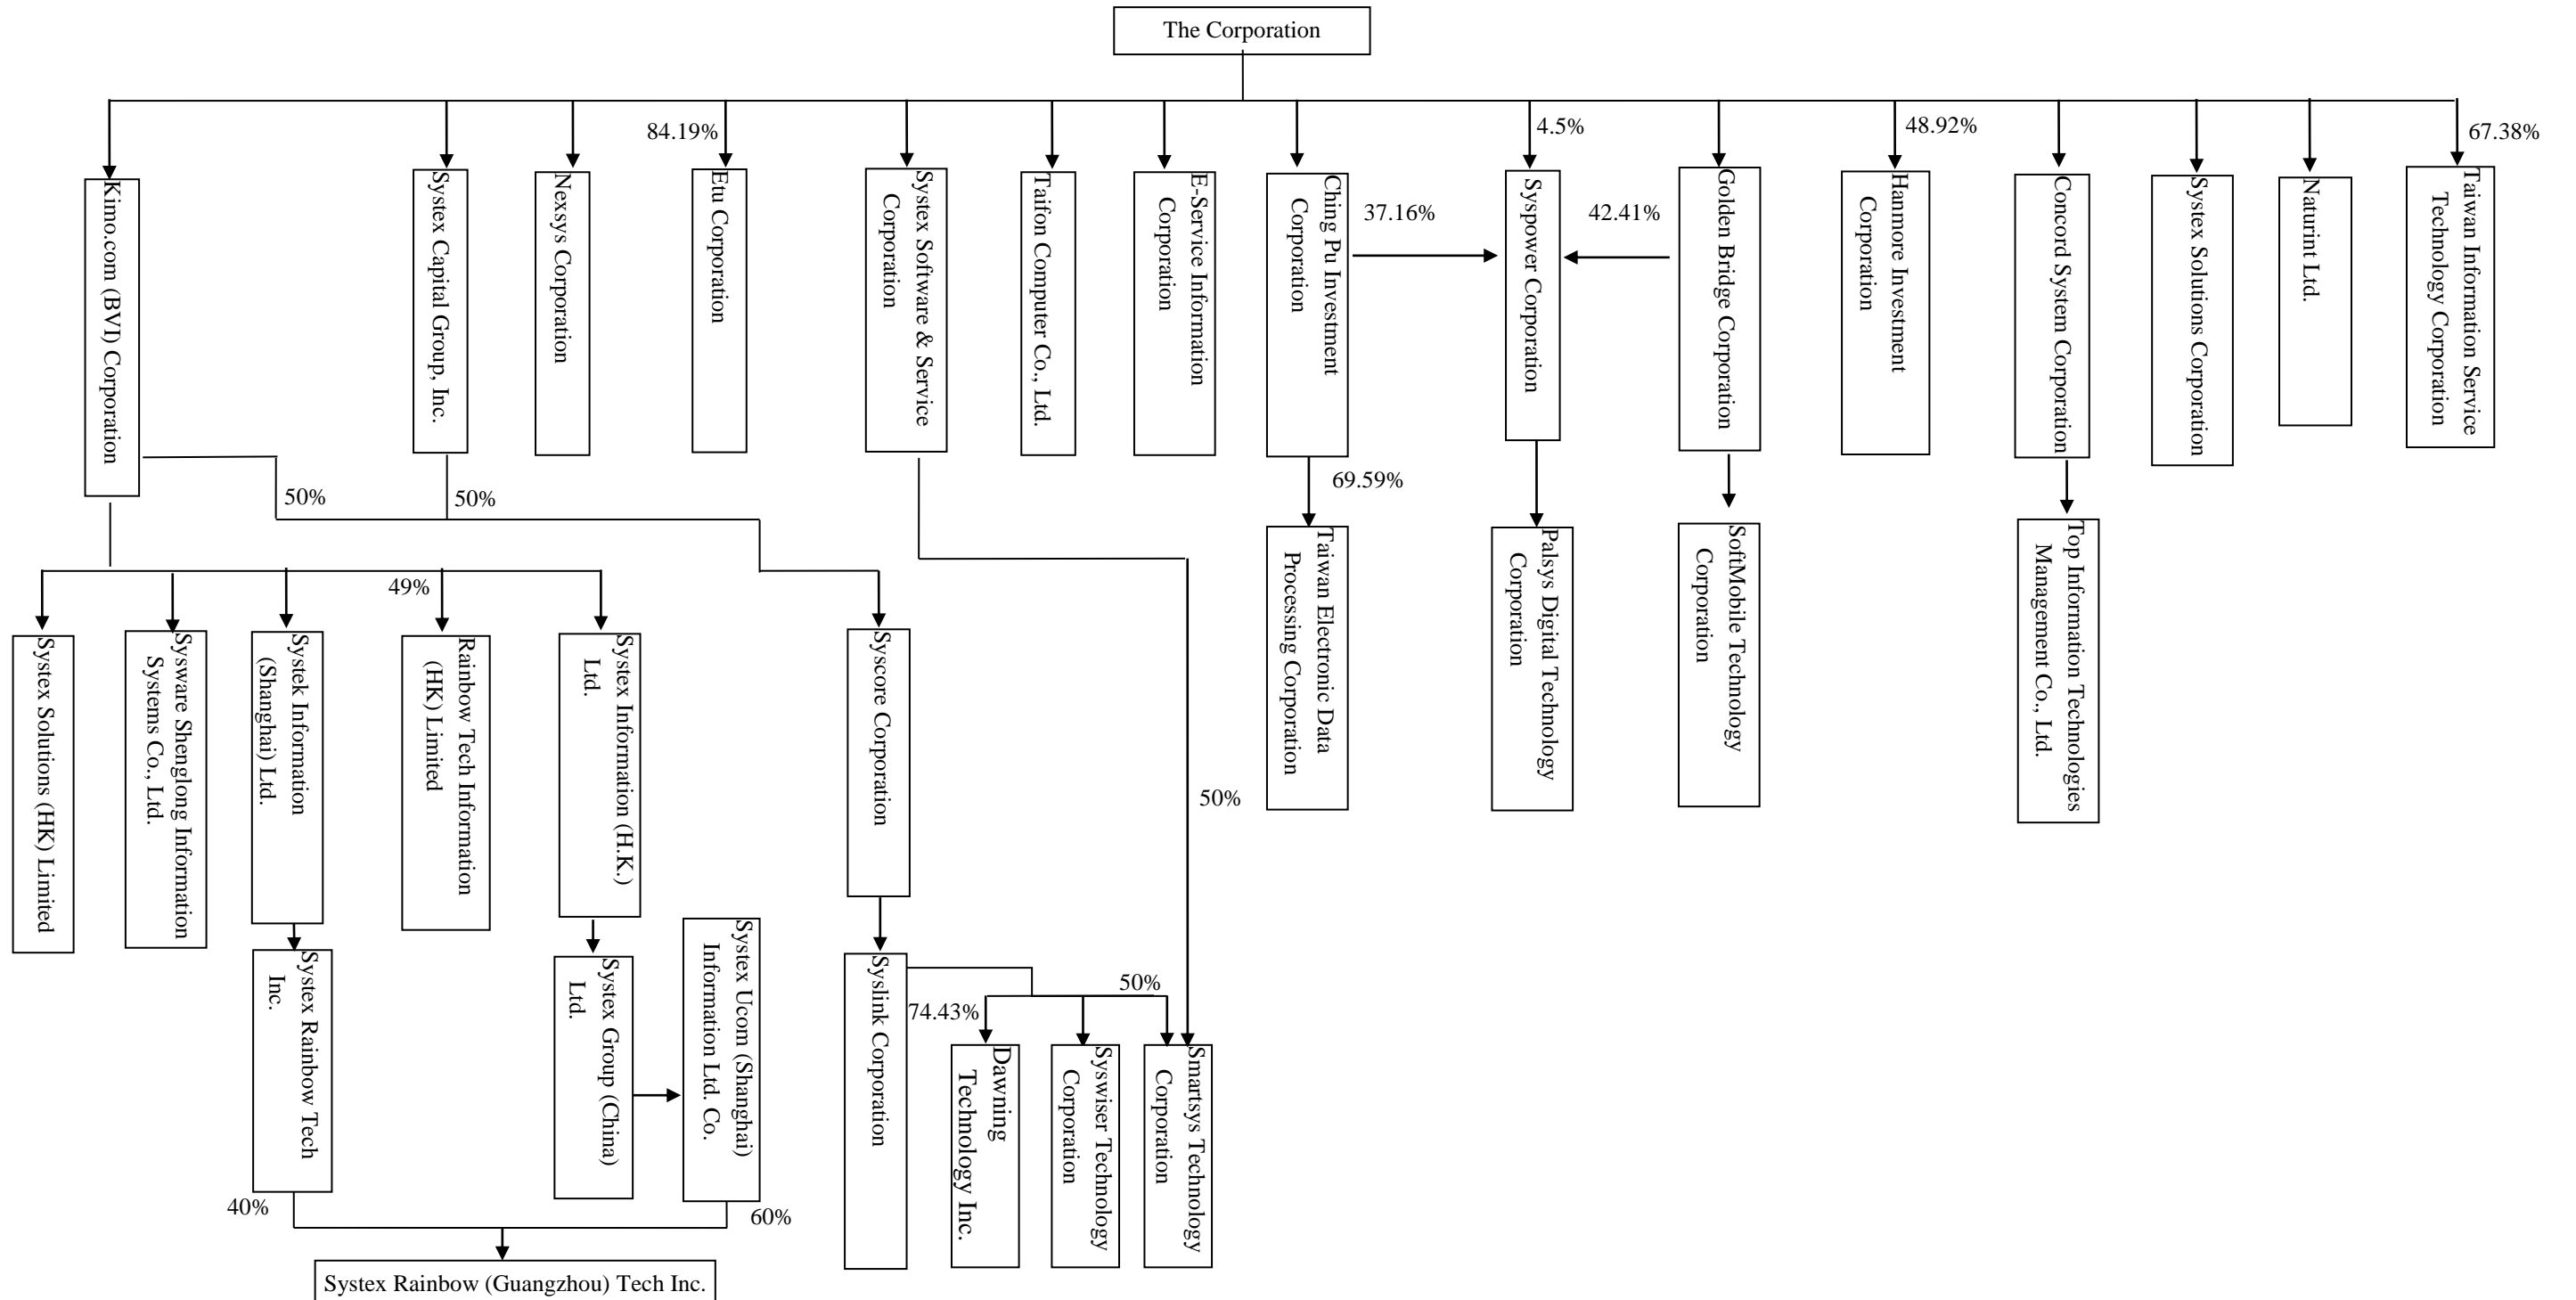 The Corporation
84.19%
4.5%
48.92%
67.38%
Kimo.com (BVI) Corporation
Systex Capital Group, Inc.
Nexsys Corporation
Etu Corporation
Systex Software & Service
Corporation
Taifon Computer Co., Ltd.
E-Service Information
Corporation
Ching Pu Investment
Corporation
37.16%
Syspower Corporation
42.41%
Golden Bridge Corporation
Hanmore Investment
Corporation
Concord System Corporation
Systex Solutions Corporation
Naturint Ltd.
Taiwan Information Service
Technology Corporation
50%
50%
69.59%
49%
Systex Solutions (HK) Limited
Sysware Shenglong Information
Systems Co., Ltd.
Systek Information
(Shanghai) Ltd.
Rainbow Tech Information
(HK) Limited
Systex Information (H.K.)
Ltd.
Syscore Corporation
50%
Taiwan Electronic Data
Processing Corporation
Palsys Digital Technology
Corporation
SoftMobile Technology
Corporation
Top Information Technologies
Management Co., Ltd.
Systex Rainbow Tech
Inc.
Systex Group (China)
Ltd.
Systex Ucom (Shanghai)
Information Ltd. Co.
Syslink Corporation
74.43%
50%
Dawning
Technology Inc.
Syswiser Technology
Corporation
Smartsys Technology
Corporation
40%
60%
Systex Rainbow (Guangzhou) Tech Inc.